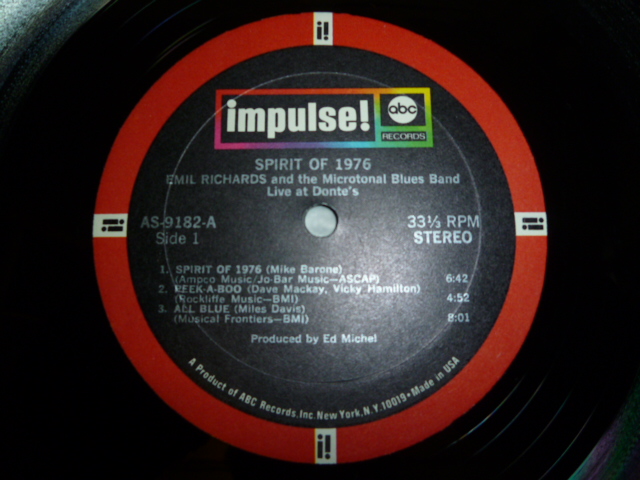 i!
impulse!
abc
RECORDS
SPIRIT OF 1976
EMIL RICHARDS and the Microtonal Blues Band
Live at Donte's
AS-9182-A
Side 1
33⅓ RPM
STEREO
i!
i!
1. SPIRIT OF 1976 (Mike Barone)
(Ampco Music/Jo-Bar Music—ASCAP) 6:42
2. PEEK-A-BOO (Dave Mackay, Vicky Hamilton)
(Rockliffe Music—BMI) 4:52
3. ALL BLUE (Miles Davis)
(Musical Frontiers—BMI) 8:01
Produced by Ed Michel
A Product of ABC Records, Inc. New York, N.Y. 10019 • Made in USA
i!